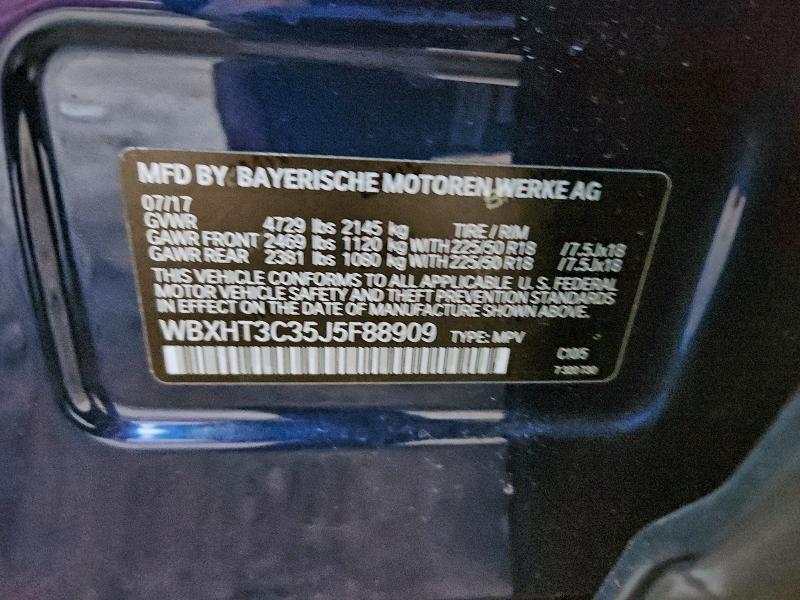 MFD BY BAYERISCHE MOTOREN WERKE AG
07/17
GVWR 4729 lbs 2145 kg TIRE / RIM
GAWR FRONT 2469 lbs 1120 kg WITH 225/50 R18 /7.5Jx18
GAWR REAR 2381 lbs 1080 kg WITH 225/50 R18 /7.5Jx18
THIS VEHICLE CONFORMS TO ALL APPLICABLE U.S. FEDERAL
MOTOR VEHICLE SAFETY AND THEFT PREVENTION STANDARDS
IN EFFECT ON THE DATE OF MANUFACTURE SHOWN ABOVE.
WBXHT3C35J5F88909 TYPE: MPV